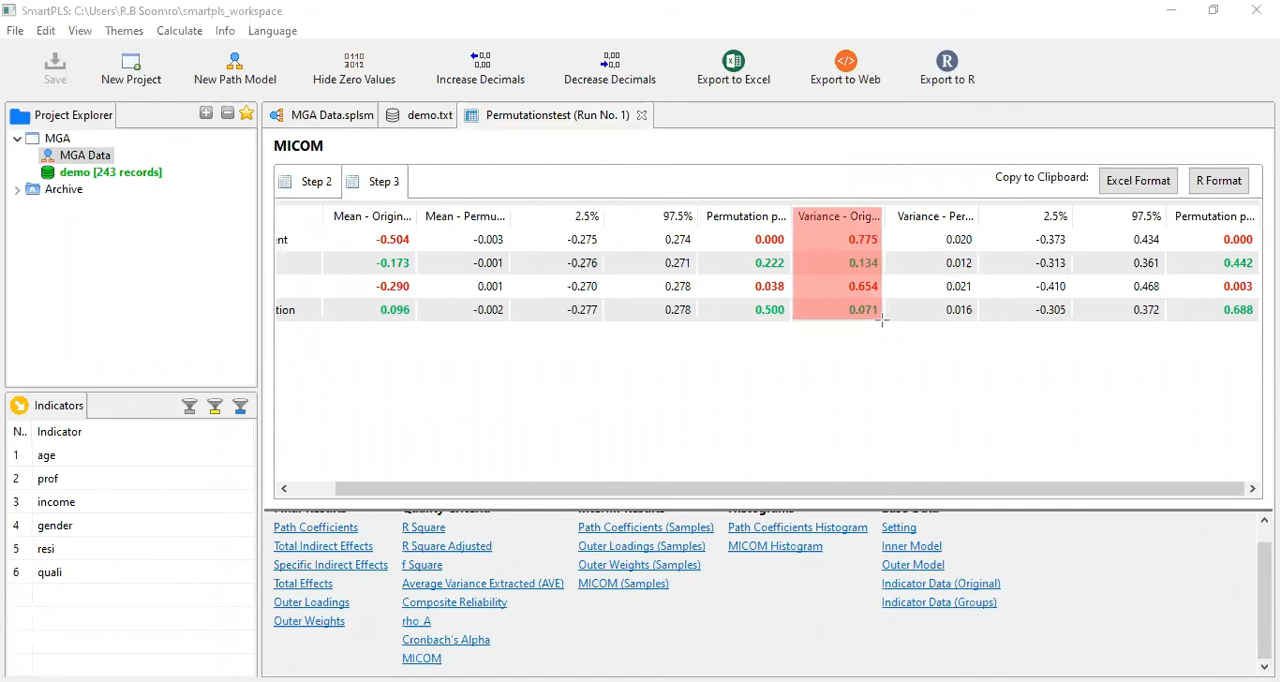 SmartPLS: C:\Users\R.B Soomro\smartpls_workspace
File Edit View Themes Calculate Info Language
Save New Project New Path Model Hide Zero Values Increase Decimals Decrease Decimals Export to Excel Export to Web Export to R
Project Explorer
MGA
MGA Data
demo [243 records]
Archive
Indicators
N.. Indicator
1 age
2 prof
3 income
4 gender
5 resi
6 quali
MGA Data.splsm demo.txt Permutationstest (Run No. 1)
MICOM
Step 2 Step 3 Copy to Clipboard: Excel Format R Format
Mean - Origin... Mean - Permu... 2.5% 97.5% Permutation p... Variance - Orig... Variance - Per... 2.5% 97.5% Permutation p...
nt -0.504 -0.003 -0.275 0.274 0.000 0.775 0.020 -0.373 0.434 0.000
-0.173 -0.001 -0.276 0.271 0.222 0.134 0.012 -0.313 0.361 0.442
-0.290 0.001 -0.270 0.278 0.038 0.654 0.021 -0.410 0.468 0.003
tion 0.096 -0.002 -0.277 0.278 0.500 0.071 0.016 -0.305 0.372 0.688
Final Results Quality Criteria Interim Results Histograms Base Data
Path Coefficients R Square Path Coefficients (Samples) Path Coefficients Histogram Setting
Total Indirect Effects R Square Adjusted Outer Loadings (Samples) MICOM Histogram Inner Model
Specific Indirect Effects f Square Outer Weights (Samples) Outer Model
Total Effects Average Variance Extracted (AVE) MICOM (Samples) Indicator Data (Original)
Outer Loadings Composite Reliability Indicator Data (Groups)
Outer Weights rho_A
Cronbach's Alpha
MICOM